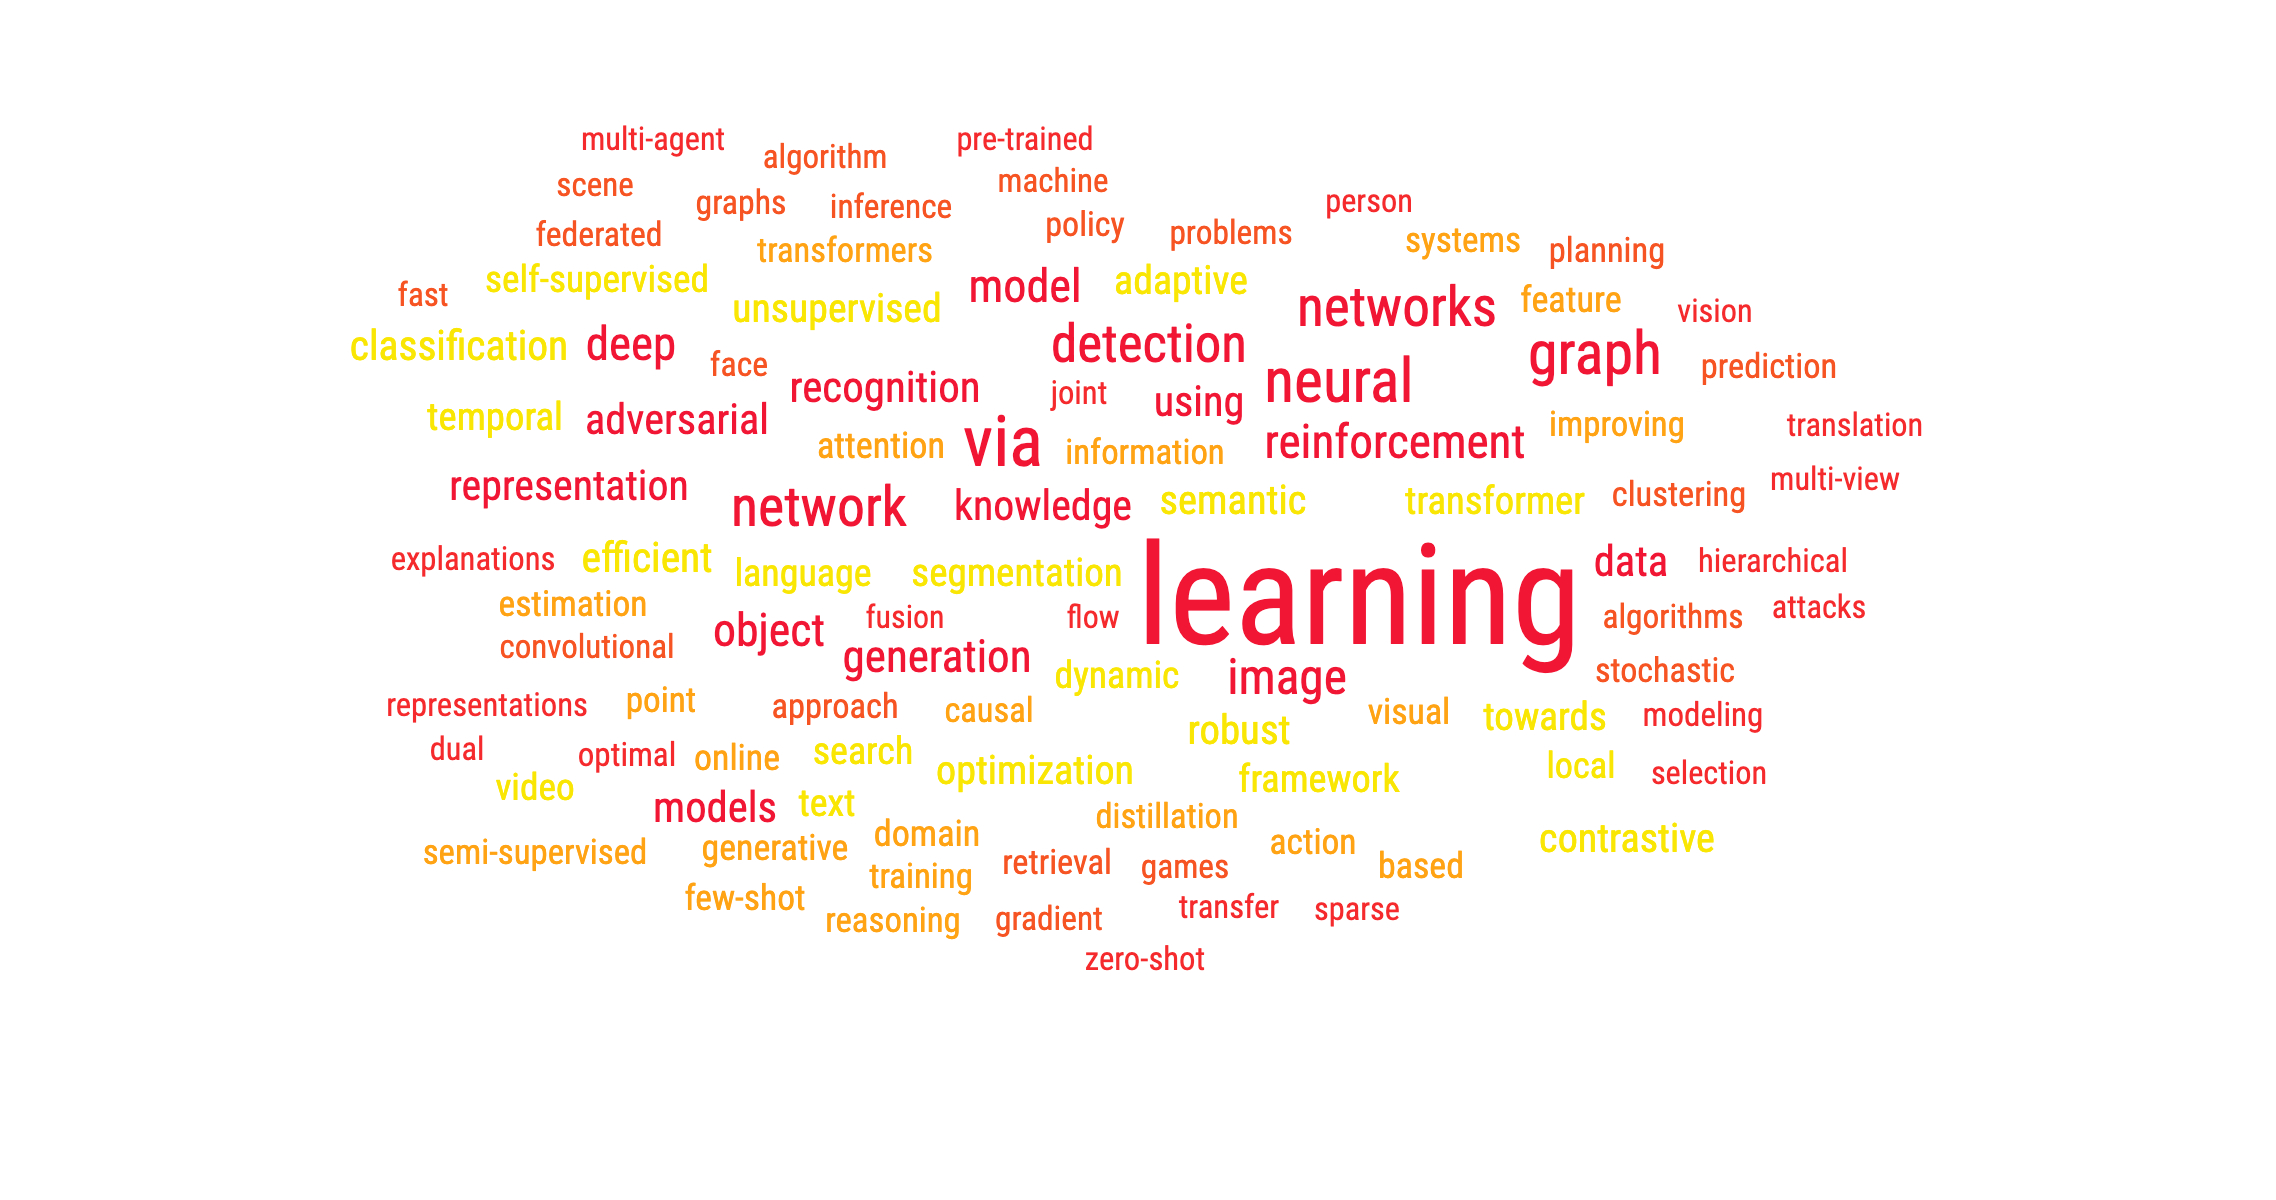 multi-agent
pre-trained
algorithm
scene
machine
graphs
inference
person
federated
policy
problems
transformers
systems
planning
fast
self-supervised
model
adaptive
unsupervised
networks
feature
vision
classification
deep
detection
graph
face
prediction
recognition
joint
using
neural
temporal
adversarial
attention
via
information
reinforcement
improving
translation
representation
network
knowledge
semantic
transformer
clustering
multi-view
explanations
efficient
language
segmentation
learning
data
hierarchical
estimation
object
fusion
flow
algorithms
attacks
convolutional
generation
dynamic
image
stochastic
representations
point
approach
causal
visual
towards
modeling
robust
dual
optimal
online
search
optimization
framework
local
selection
video
models
text
distillation
semi-supervised
generative
domain
action
contrastive
training
retrieval
games
based
few-shot
reasoning
gradient
transfer
sparse
zero-shot